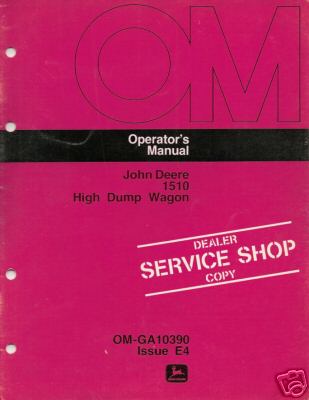 OM
Operator's
Manual
John Deere
1510
High Dump Wagon
DEALER
SERVICE SHOP
COPY
OM-GA10390
Issue E4